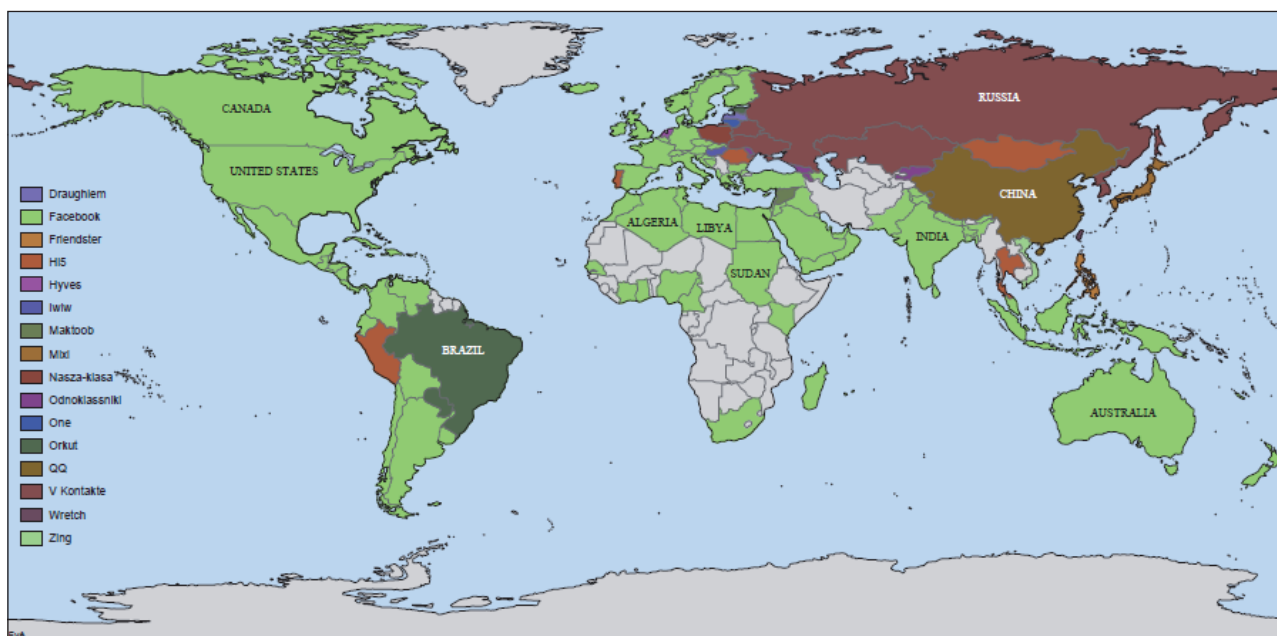 CANADA
RUSSIA
UNITED STATES
CHINA
ALGERIA
LIBYA
INDIA
SUDAN
BRAZIL
AUSTRALIA
Draughiem
Facebook
Friendster
Hi5
Hyves
Iwiw
Maktoob
Mixi
Nasza-klasa
Odnoklassniki
One
Orkut
QQ
V Kontakte
Wretch
Zing